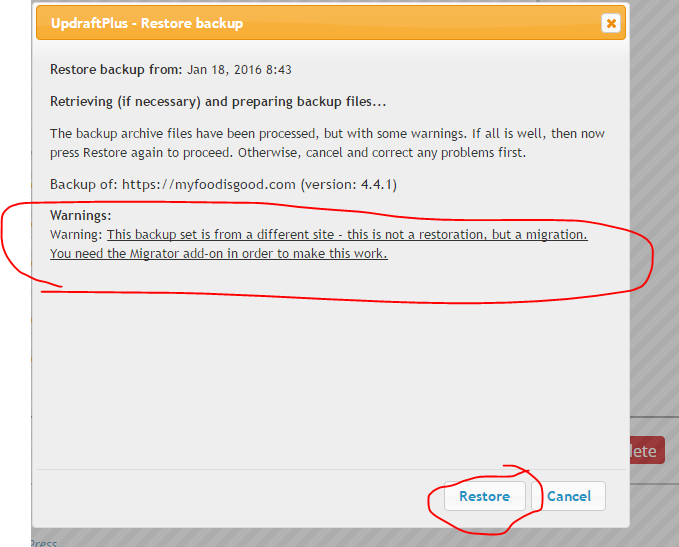 UpdraftPlus - Restore backup
Restore backup from: Jan 18, 2016 8:43
Retrieving (if necessary) and preparing backup files...
The backup archive files have been processed, but with some warnings. If all is well, then now
press Restore again to proceed. Otherwise, cancel and correct any problems first.
Backup of: https://myfoodisgood.com (version: 4.4.1)
Warnings:
Warning: This backup set is from a different site - this is not a restoration, but a migration.
You need the Migrator add-on in order to make this work.
lete
Restore Cancel
Press